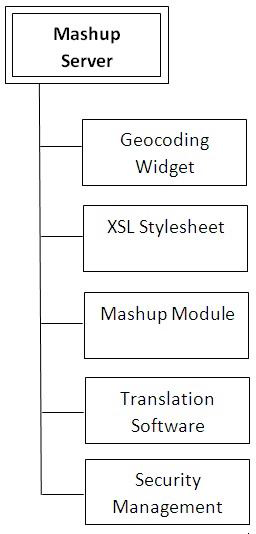 Mashup
Server
Geocoding
Widget
XSL Stylesheet
Mashup Module
Translation
Software
Security
Management